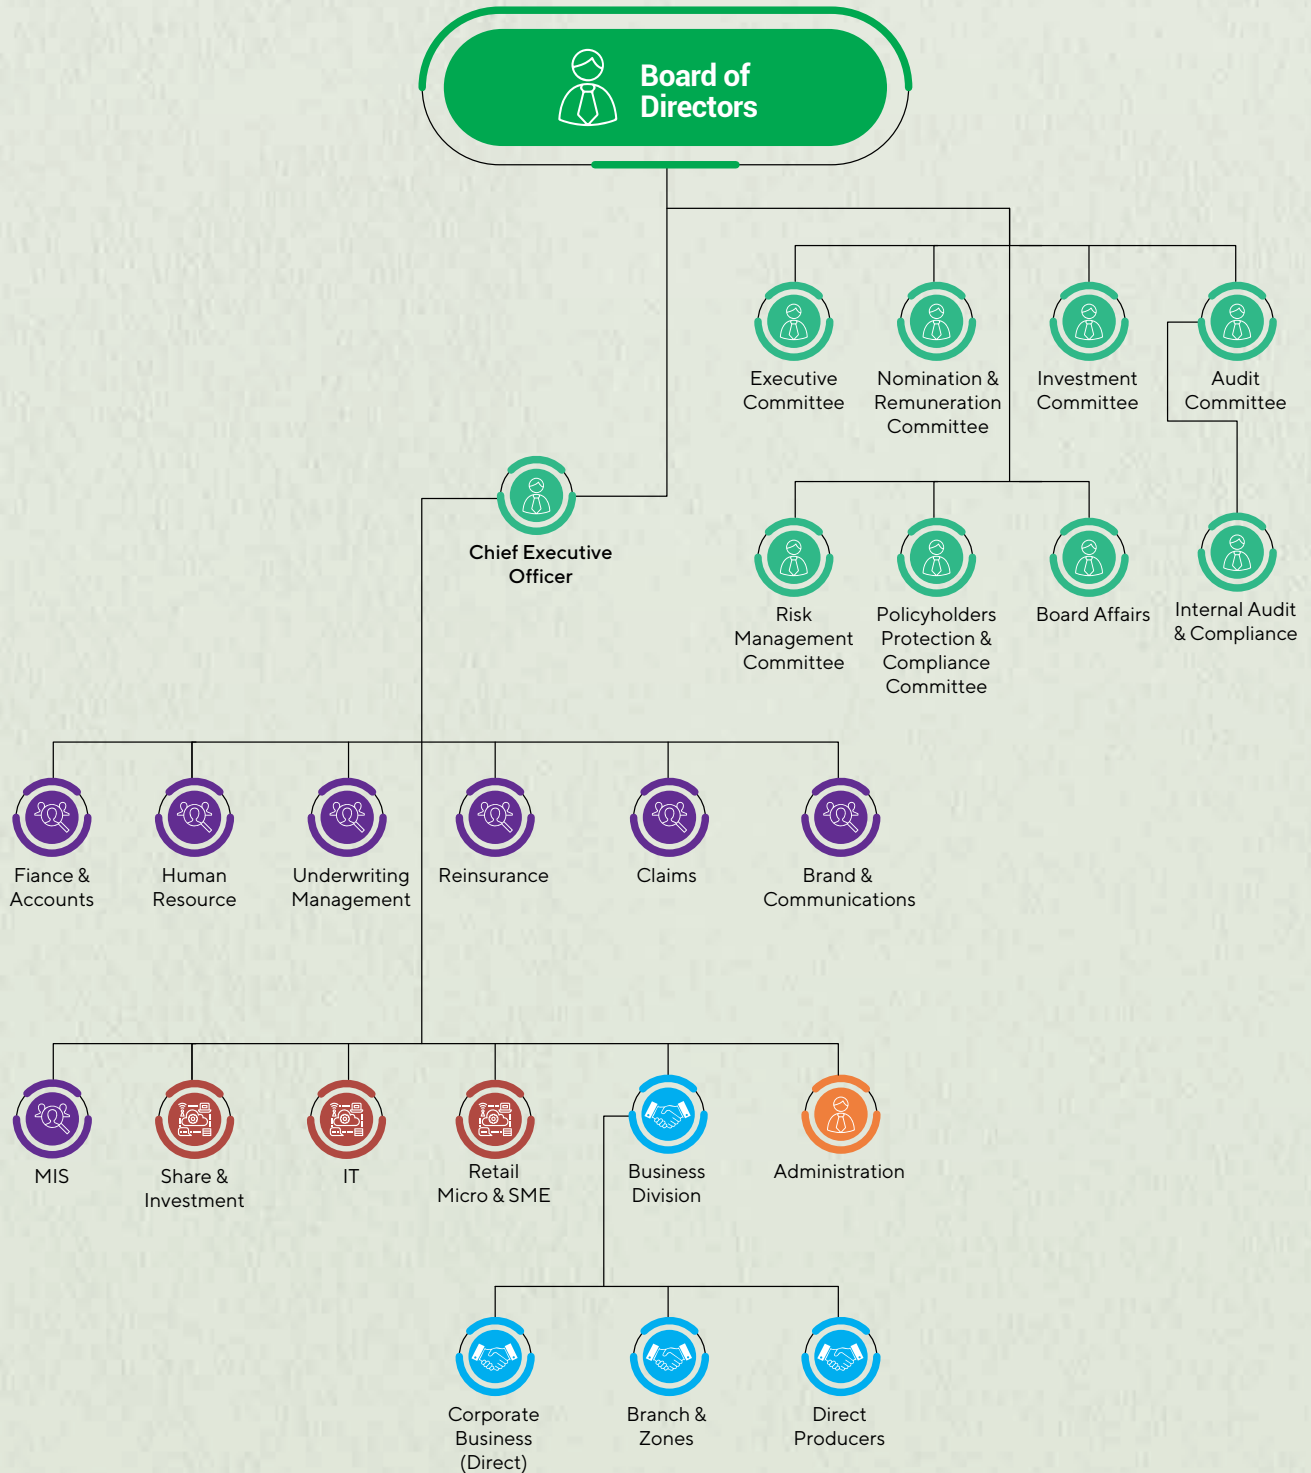 Board of
Directors
Executive
Committee
Nomination &
Remuneration
Committee
Investment
Committee
Audit
Committee
Chief Executive
Officer
Risk
Management
Committee
Policyholders
Protection &
Compliance
Committee
Board Affairs
Internal Audit
& Compliance
Fiance &
Accounts
Human
Resource
Underwriting
Management
Reinsurance
Claims
Brand &
Communications
MIS
Share &
Investment
IT
Retail
Micro & SME
Business
Division
Administration
Corporate
Business
(Direct)
Branch &
Zones
Direct
Producers